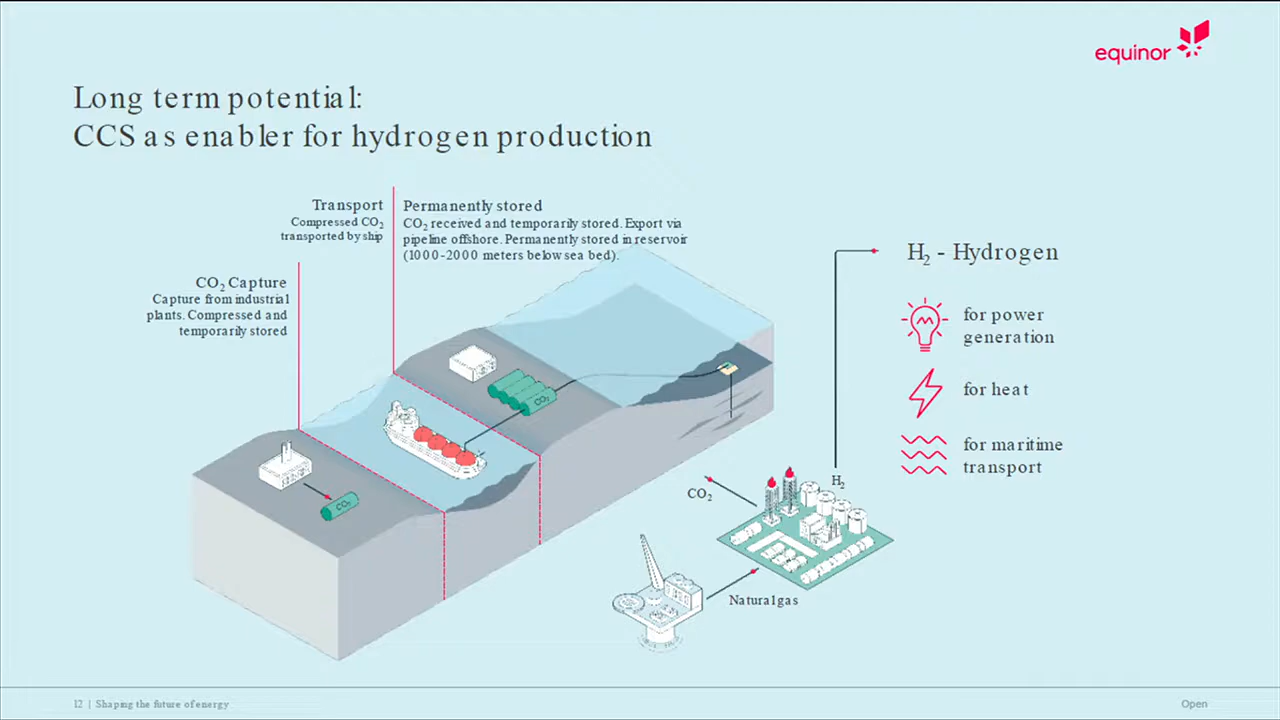 equinor
Long term potential:
CCS as enabler for hydrogen production
Transport
Compressed CO₂
transported by ship
Permanently stored
CO₂ received and temporarily stored. Export via
pipeline offshore. Permanently stored in reservoir
(1000-2000 meters below sea bed).
CO₂ Capture
Capture from industrial
plants. Compressed and
temporarily stored
H₂ - Hydrogen
for power
generation
for heat
for maritime
transport
CO₂
CO₂
CO₂
H₂
Natural gas
12 | Shaping the future of energy
Open